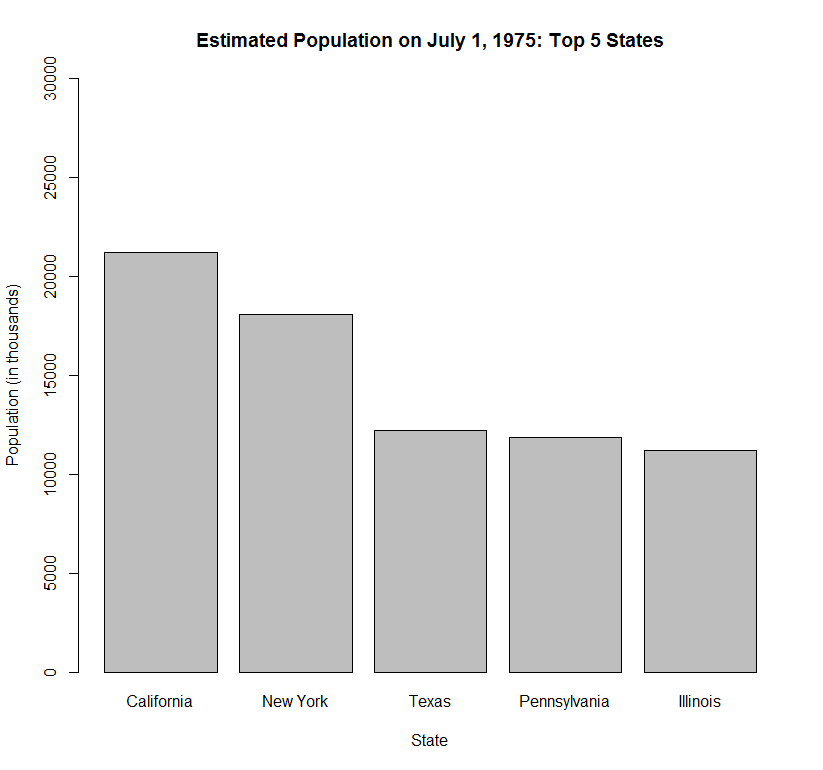 Estimated Population on July 1, 1975: Top 5 States
Population (in thousands)
30000
25000
20000
15000
10000
5000
0
California New York Texas Pennsylvania Illinois
State